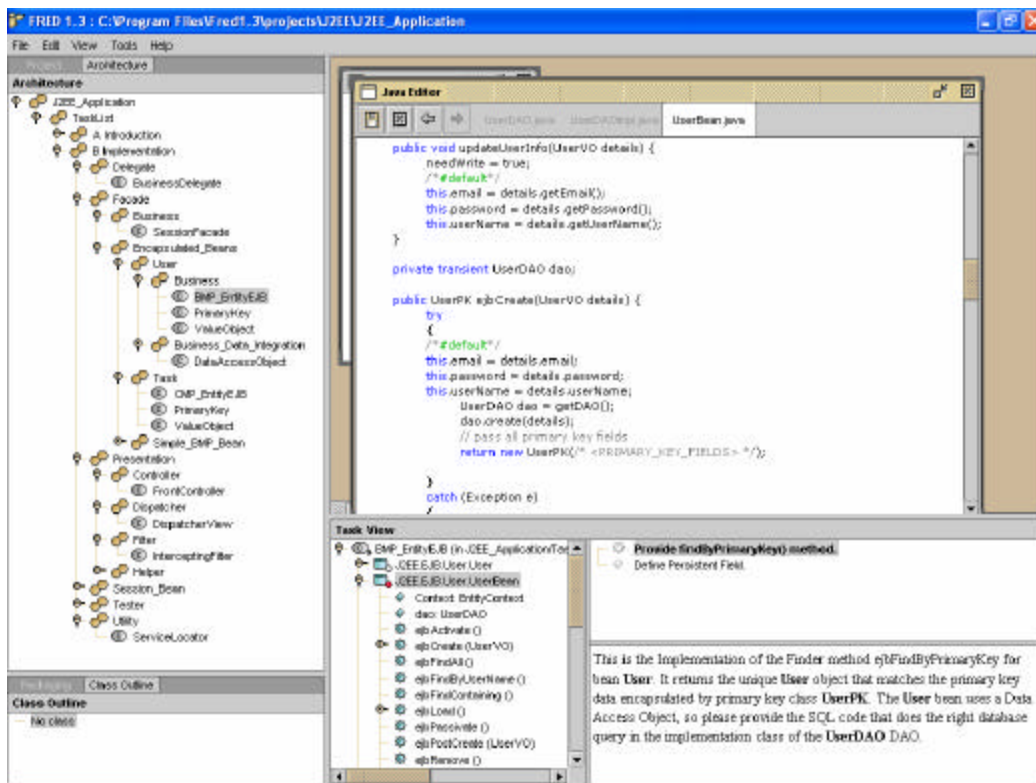 FRED 1.3 : C:\Program Files\Fred1.3\projects\J2EE\J2EE_Application
File Edit View Tools Help
Project Architecture
Architecture
J2EE_Application
TaskList
A Introduction
B Implementation
Delegate
BusinessDelegate
Facade
Business
SessionFacade
Encapsulated_Beans
User
Business
BMP_EntityEJB
PrimaryKey
ValueObject
Business_Data_Integration
DataAccessObject
Task
CMP_EntityEJB
PrimaryKey
ValueObject
Simple_BMP_Bean
Presentation
Controller
FrontController
Dispatcher
DispatcherView
Filter
InterceptingFilter
Helper
Session_Bean
Tester
Utility
ServiceLocator
Packaging Class Outline
Class Outline
No class
Java Editor
UserDAO.java UserDAOImpl.java UserBean.java
public void updateUserInfo(UserVO details) {
needWrite = true;
/*#default*/
this.email = details.getEmail();
this.password = details.getPassword();
this.userName = details.getUserName();
}
private transient UserDAO dao;
public UserPK ejbCreate(UserVO details) {
try
{
/*#default*/
this.email = details.email;
this.password = details.password;
this.userName = details.userName;
UserDAO dao = getDAO();
dao.create(details);
// pass all primary key fields
return new UserPK(/* <PRIMARY_KEY_FIELDS> */);
}
catch (Exception e)
{
Task View
BMP_EntityEJB (in J2EE_Application/Tas
J2EE.EJB.User.User
J2EE.EJB.User.UserBean
Context: EntityContext
dao: UserDAO
ejbActivate ()
ejbCreate (UserVO)
ejbFindAll ()
ejbFindByUserName ()
ejbFindContaining ()
ejbLoad ()
ejbPassivate ()
ejbPostCreate (UserVO)
ejbRemove ()
Provide findByPrimaryKey() method.
Define Persistent Field.
This is the Implementation of the Finder method ejbFindByPrimaryKey for
bean User. It returns the unique User object that matches the primary key
data encapsulated by primary key class UserPK. The User bean uses a Data
Access Object, so please provide the SQL code that does the right database
query in the implementation class of the UserDAO DAO.